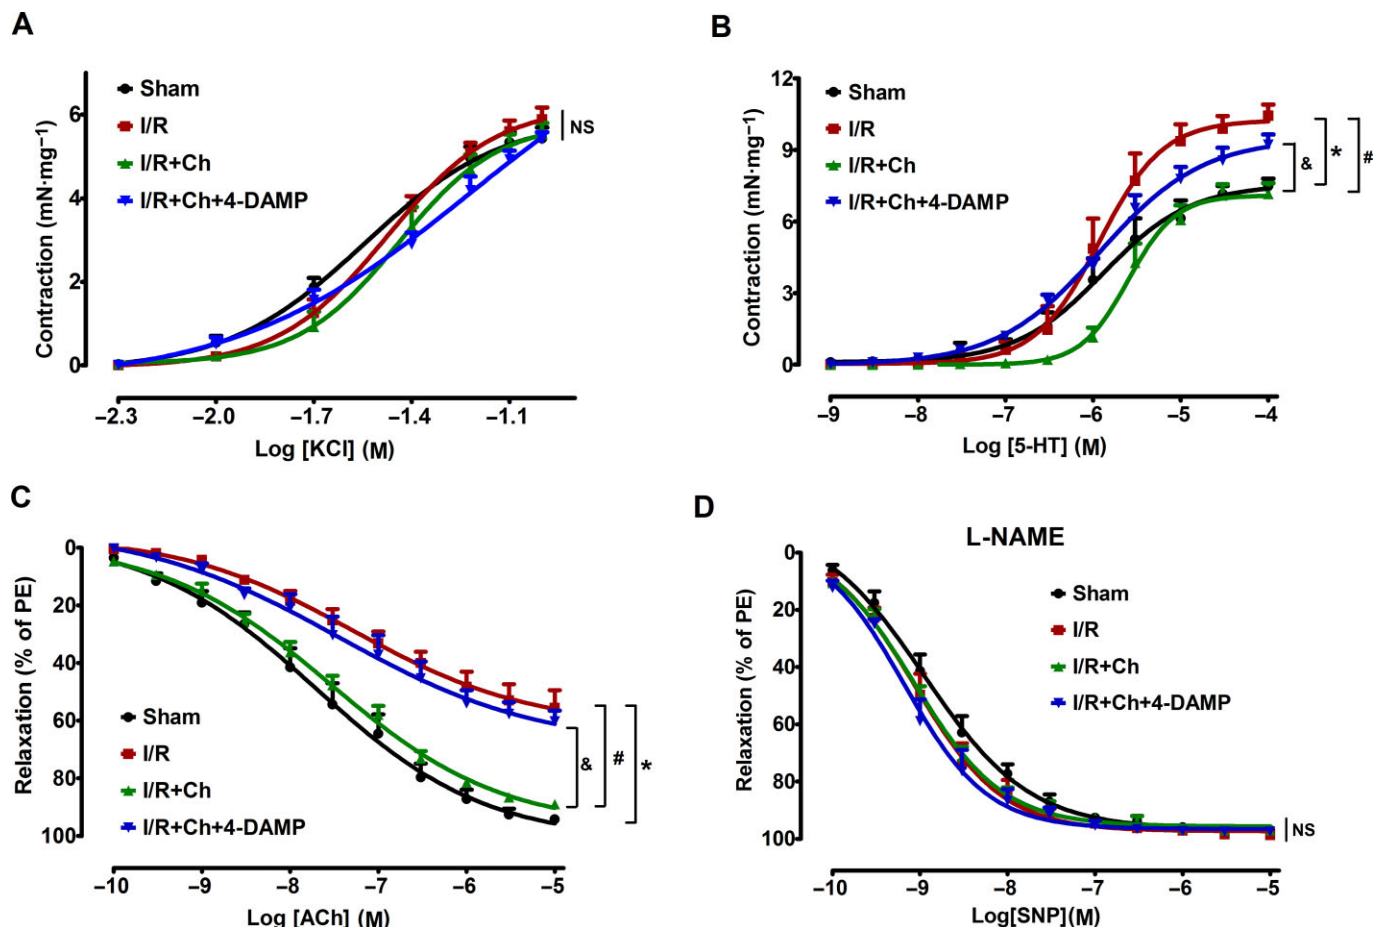 A
Sham
I/R
I/R+Ch
I/R+Ch+4-DAMP
Contraction (mN·mg⁻¹)
6
4
2
0
NS
−2.3 −2.0 −1.7 −1.4 −1.1
Log [KCl] (M)
B
Sham
I/R
I/R+Ch
I/R+Ch+4-DAMP
Contraction (mN·mg⁻¹)
12
9
6
3
0
& * #
−9 −8 −7 −6 −5 −4
Log [5-HT] (M)
C
Relaxation (% of PE)
0
20
40
60
80
100
Sham
I/R
I/R+Ch
I/R+Ch+4-DAMP
& # *
−10 −9 −8 −7 −6 −5
Log [ACh] (M)
D
L-NAME
Relaxation (% of PE)
0
20
40
60
80
100
Sham
I/R
I/R+Ch
I/R+Ch+4-DAMP
NS
−10 −9 −8 −7 −6 −5
Log[SNP](M)